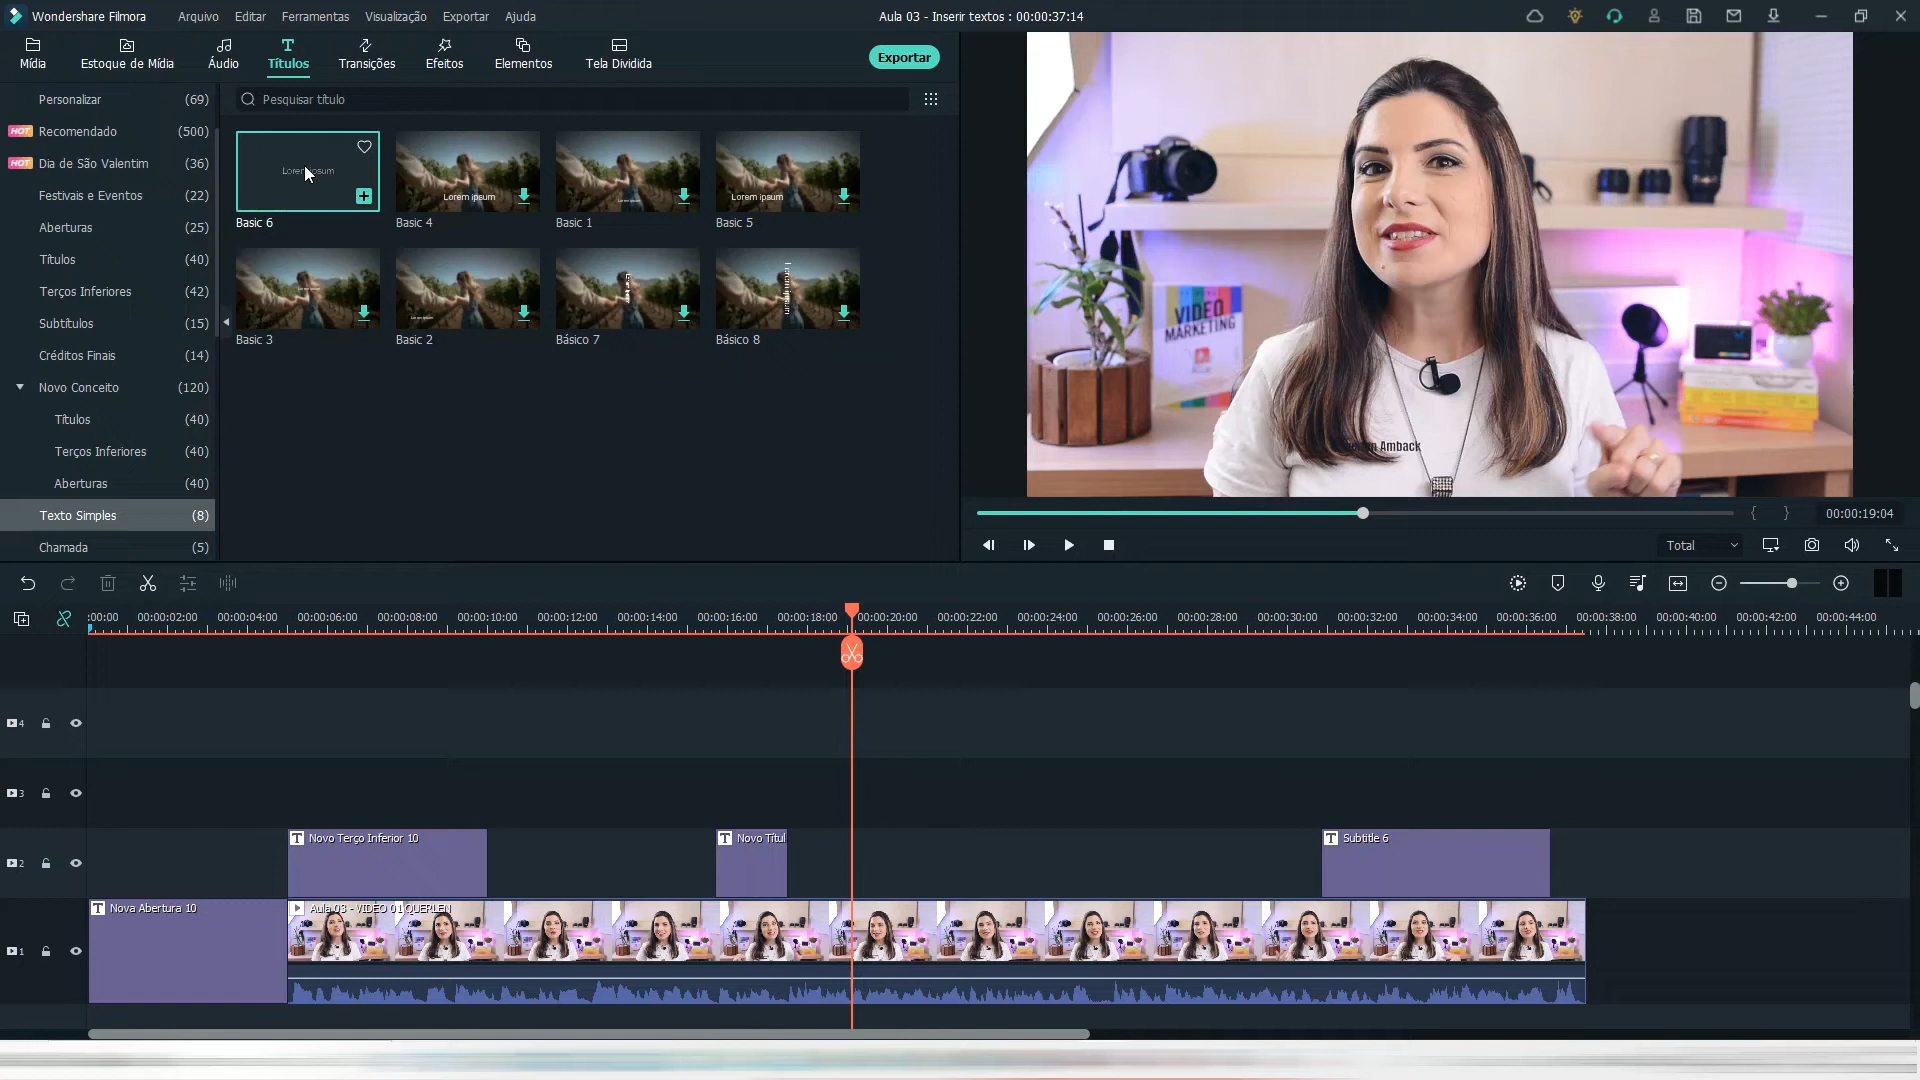 Wondershare Filmora
Arquivo
Editar
Ferramentas
Visualização
Exportar
Ajuda
Aula 03 - Inserir textos : 00:00:37:14
Mídia
Estoque de Mídia
Áudio
Títulos
Transições
Efeitos
Elementos
Tela Dividida
Exportar
Personalizar (69)
HOT Recomendado (500)
HOT Dia de São Valentim (36)
Festivais e Eventos (22)
Aberturas (25)
Títulos (40)
Terços Inferiores (42)
Subtítulos (15)
Créditos Finais (14)
Novo Conceito (120)
Títulos (40)
Terços Inferiores (40)
Aberturas (40)
Texto Simples (8)
Chamada (5)
Pesquisar título
Lorem ipsum
Basic 6
Lorem ipsum
Basic 4
Basic 1
Lorem ipsum
Basic 5
Basic 3
Basic 2
Básico 7
Lorem ipsum
Básico 8
VIDEO
MARKETING
Amback
{ }
00:00:19:04
Total
:00:00
00:00:02:00
00:00:04:00
00:00:06:00
00:00:08:00
00:00:10:00
00:00:12:00
00:00:14:00
00:00:16:00
00:00:18:00
00:00:20:00
00:00:22:00
00:00:24:00
00:00:26:00
00:00:28:00
00:00:30:00
00:00:32:00
00:00:34:00
00:00:36:00
00:00:38:00
00:00:40:00
00:00:42:00
00:00:44:00
4
3
2
T Novo Terço Inferior 10
T Novo Títul
T Subtitle 6
1
T Nova Abertura 10
Aula 03 - VIDEO 01 QUERLEN